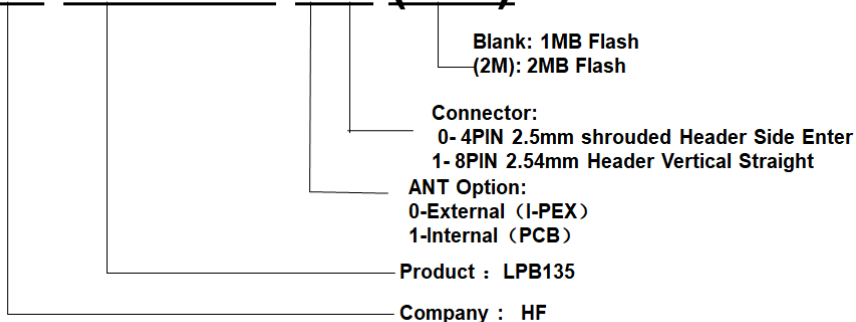 Blank: 1MB Flash
(2M): 2MB Flash
Connector:
0- 4PIN 2.5mm shrouded Header Side Enter
1- 8PIN 2.54mm Header Vertical Straight
ANT Option:
0-External（I-PEX）
1-Internal（PCB）
Product ：LPB135
Company： HF